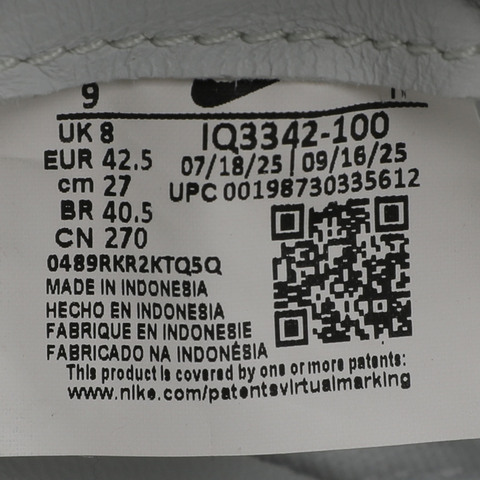 9
UK 8
EUR 42.5
cm 27
BR 40.5
CN 270
IQ3342-100
07/18/25 | 09/16/25
UPC 00198730335612
0489RKR2KTQ5Q
MADE IN INDONESIA
HECHO EN INDONESIA
FABRIQUE EN INDONESIE
FABRICADO NA INDONÉSIA
This product is covered by one or more patents:
www.nike.com/patentsvirtualmarking